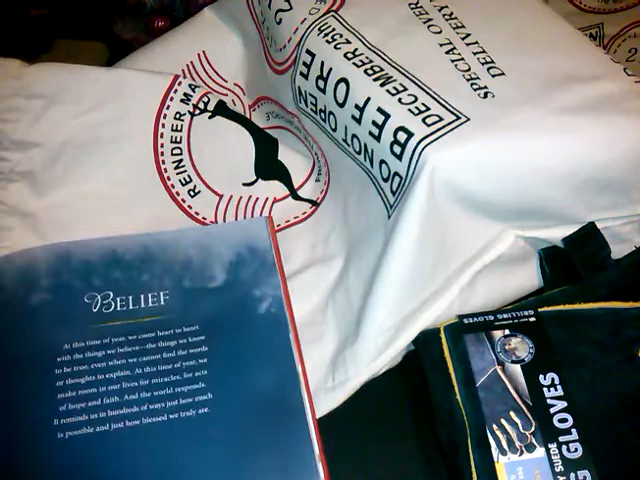 SPECIAL
DELIVERY
DO NOT OPEN
BEFORE
DECEMBER 25th
REINDEER MA
BELIEF
At this time of year, we come heart to heart
with the things we believe—the things we know
to be true, even when we cannot find the words
or thoughts to explain. At this time of year, we
make room in our lives for miracles, for acts
of hope and faith. And the world responds.
It reminds us in hundreds of ways just how much
is possible and just how blessed we truly are.
GRILLING GLOVES
SUEDE
G GLOVES